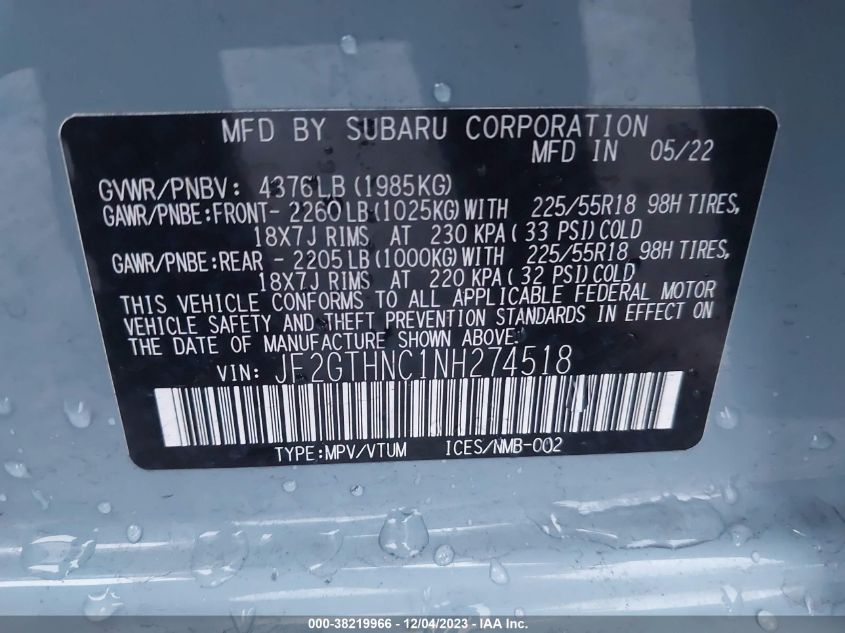 MFD BY SUBARU CORPORATION
MFD IN 05/22
GVWR/PNBV: 4376LB (1985KG)
GAWR/PNBE:FRONT- 2260 LB (1025KG) WITH 225/55R18 98H TIRES,
18X7J RIMS AT 230 KPA ( 33 PSI) COLD
GAWR/PNBE:REAR - 2205 LB (1000KG) WITH 225/55R18 98H TIRES,
18X7J RIMS AT 220 KPA ( 32 PSI) COLD
THIS VEHICLE CONFORMS TO ALL APPLICABLE FEDERAL MOTOR
VEHICLE SAFETY AND THEFT PREVENTION STANDARDS IN EFFECT ON
THE DATE OF MANUFACTURE SHOWN ABOVE.
VIN: JF2GTHNC1NH274518
TYPE:MPV/VTUM ICES/NMB-002
000-38219966 - 12/04/2023 - IAA Inc.